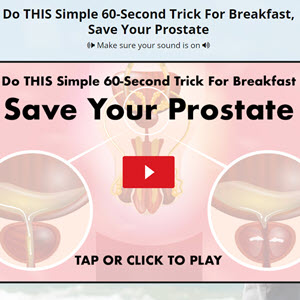 Do THIS Simple 60-Second Trick For Breakfast,
Save Your Prostate
Make sure your sound is on
Do THIS Simple 60-Second Trick For Breakfast
Save Your Prostate
TAP OR CLICK TO PLAY